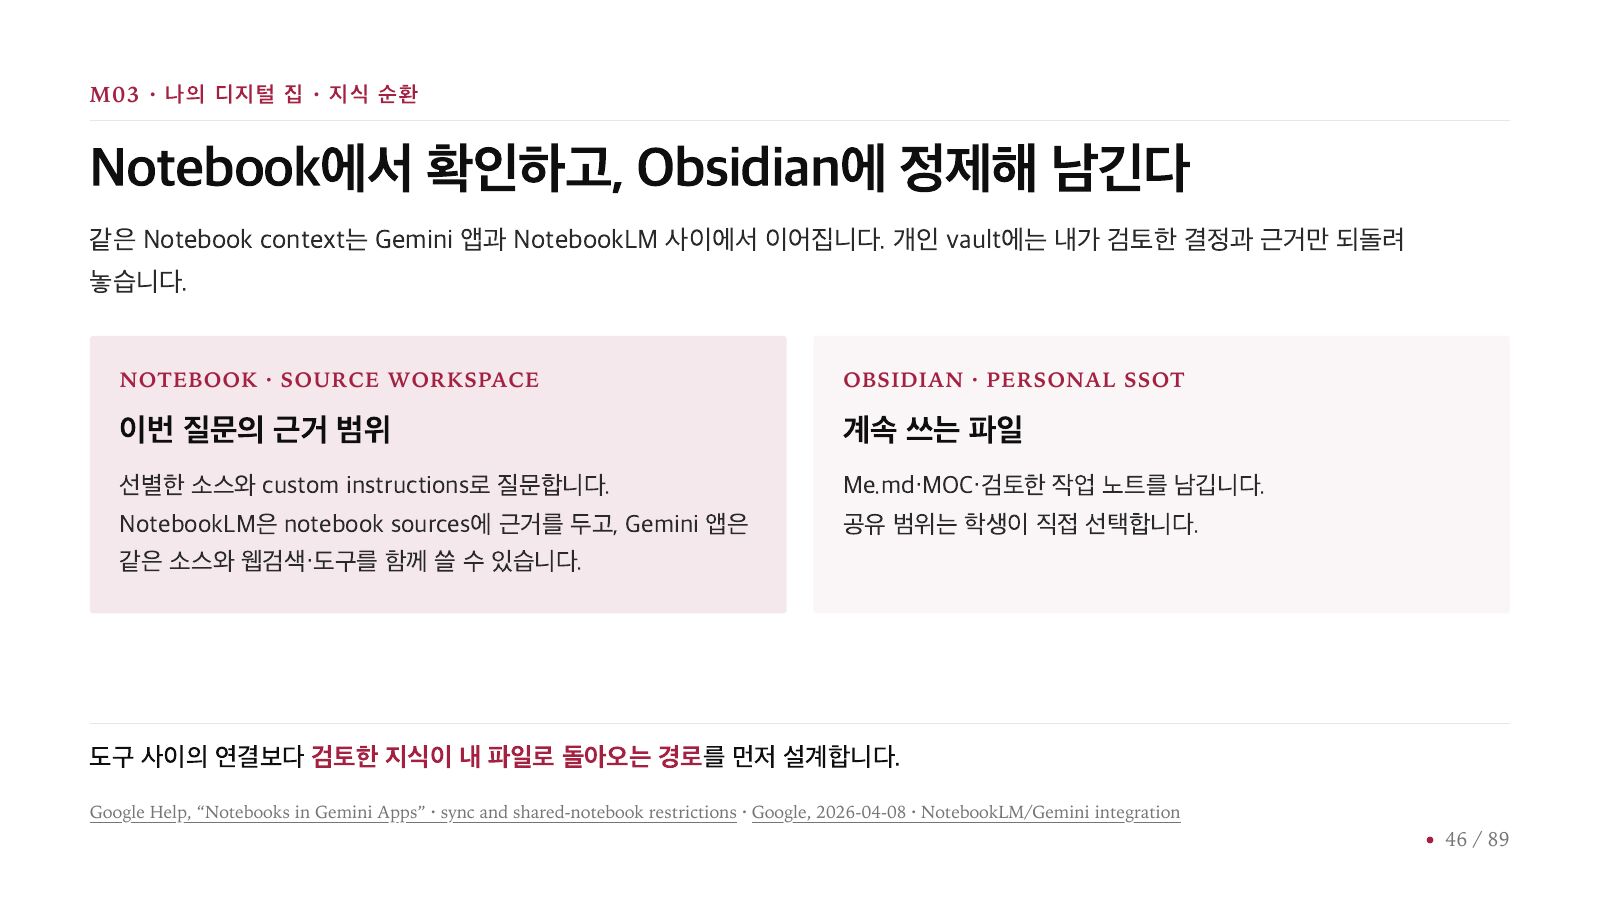 M03 · 나의 디지털 집 · 지식 순환
Notebook에서 확인하고, Obsidian에 정제해 남긴다
같은 Notebook context는 Gemini 앱과 NotebookLM 사이에서 이어집니다. 개인 vault에는 내가 검토한 결정과 근거만 되돌려
놓습니다.
NOTEBOOK · SOURCE WORKSPACE
이번 질문의 근거 범위
선별한 소스와 custom instructions로 질문합니다.
NotebookLM은 notebook sources에 근거를 두고, Gemini 앱은
같은 소스와 웹검색·도구를 함께 쓸 수 있습니다.
OBSIDIAN · PERSONAL SSOT
계속 쓰는 파일
Me.md·MOC·검토한 작업 노트를 남깁니다.
공유 범위는 학생이 직접 선택합니다.
도구 사이의 연결보다 검토한 지식이 내 파일로 돌아오는 경로를 먼저 설계합니다.
Google Help, “Notebooks in Gemini Apps” · sync and shared-notebook restrictions · Google, 2026-04-08 · NotebookLM/Gemini integration
• 46 / 89